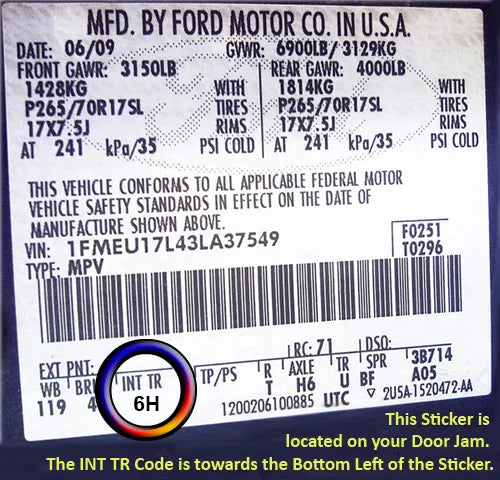 MFD. BY FORD MOTOR CO. IN U.S.A.
DATE: 06/09 GVWR: 6900LB/ 3129KG
FRONT GAWR: 3150LB REAR GAWR: 4000LB
1428KG WITH 1814KG WITH
P265/70R17SL TIRES P265/70R17SL TIRES
17X7.5J RIMS 17X7.5J RIMS
AT 241 kPa/35 PSI COLD AT 241 kPa/35 PSI COLD
THIS VEHICLE CONFORMS TO ALL APPLICABLE FEDERAL MOTOR
VEHICLE SAFETY STANDARDS IN EFFECT ON THE DATE OF
MANUFACTURE SHOWN ABOVE.
VIN: 1FMEU17L43LA37549 F0251
TYPE: MPV T0296
EXT PNT: RC: 71 DSO:
WB BRK INT TR TP/PS R AXLE TR SPR 3B714
119 4 6H T H6 U BF A05
1200206100885 UTC ▽ 2U5A-1520472-AA
This Sticker is
located on your Door Jam.
The INT TR Code is towards the Bottom Left of the Sticker.